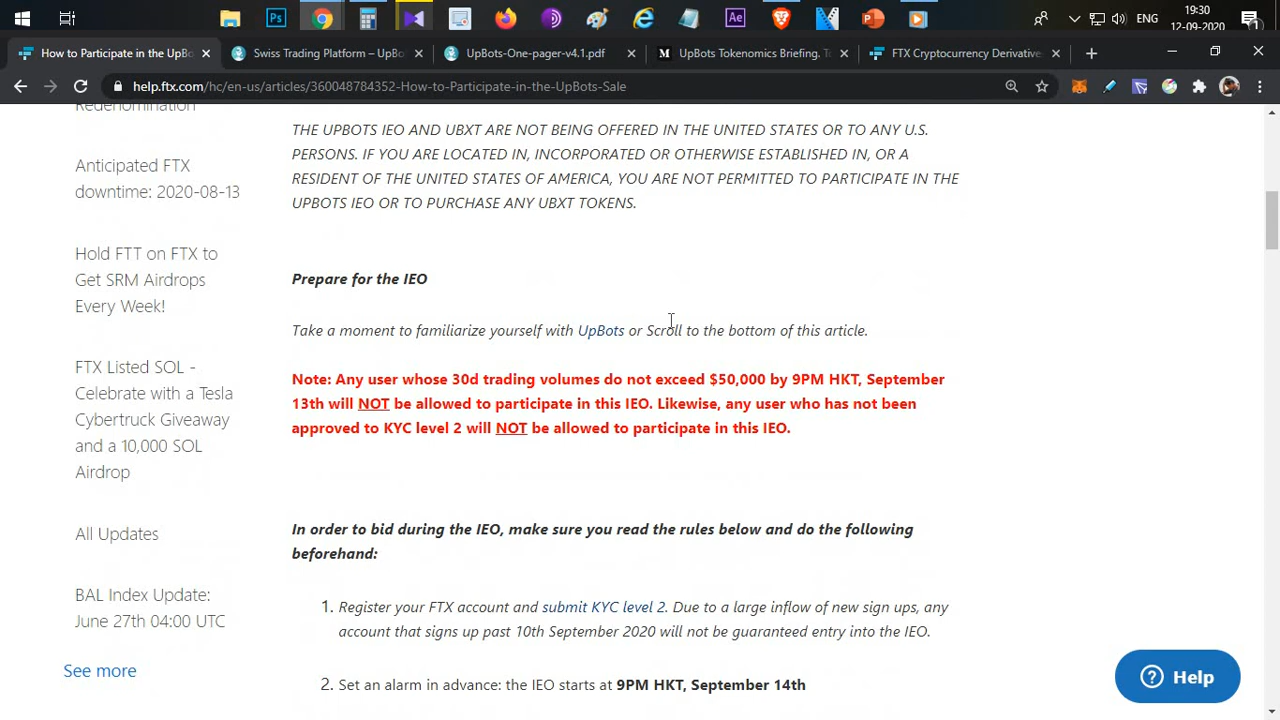 Ps
Ae
ENG
19:30
12-09-2020
How to Participate in the UpBo
Swiss Trading Platform – UpBo
UpBots-One-pager-v4.1.pdf
UpBots Tokenomics Briefing. T
FTX Cryptocurrency Derivative
help.ftx.com/hc/en-us/articles/360048784352-How-to-Participate-in-the-UpBots-Sale
Redenomination
Anticipated FTX
downtime: 2020-08-13
Hold FTT on FTX to
Get SRM Airdrops
Every Week!
FTX Listed SOL -
Celebrate with a Tesla
Cybertruck Giveaway
and a 10,000 SOL
Airdrop
All Updates
BAL Index Update:
June 27th 04:00 UTC
See more
THE UPBOTS IEO AND UBXT ARE NOT BEING OFFERED IN THE UNITED STATES OR TO ANY U.S.
PERSONS. IF YOU ARE LOCATED IN, INCORPORATED OR OTHERWISE ESTABLISHED IN, OR A
RESIDENT OF THE UNITED STATES OF AMERICA, YOU ARE NOT PERMITTED TO PARTICIPATE IN THE
UPBOTS IEO OR TO PURCHASE ANY UBXT TOKENS.
Prepare for the IEO
Take a moment to familiarize yourself with UpBots or Scroll to the bottom of this article.
Note: Any user whose 30d trading volumes do not exceed $50,000 by 9PM HKT, September
13th will NOT be allowed to participate in this IEO. Likewise, any user who has not been
approved to KYC level 2 will NOT be allowed to participate in this IEO.
In order to bid during the IEO, make sure you read the rules below and do the following
beforehand:
1. Register your FTX account and submit KYC level 2. Due to a large inflow of new sign ups, any
account that signs up past 10th September 2020 will not be guaranteed entry into the IEO.
2. Set an alarm in advance: the IEO starts at 9PM HKT, September 14th
Help